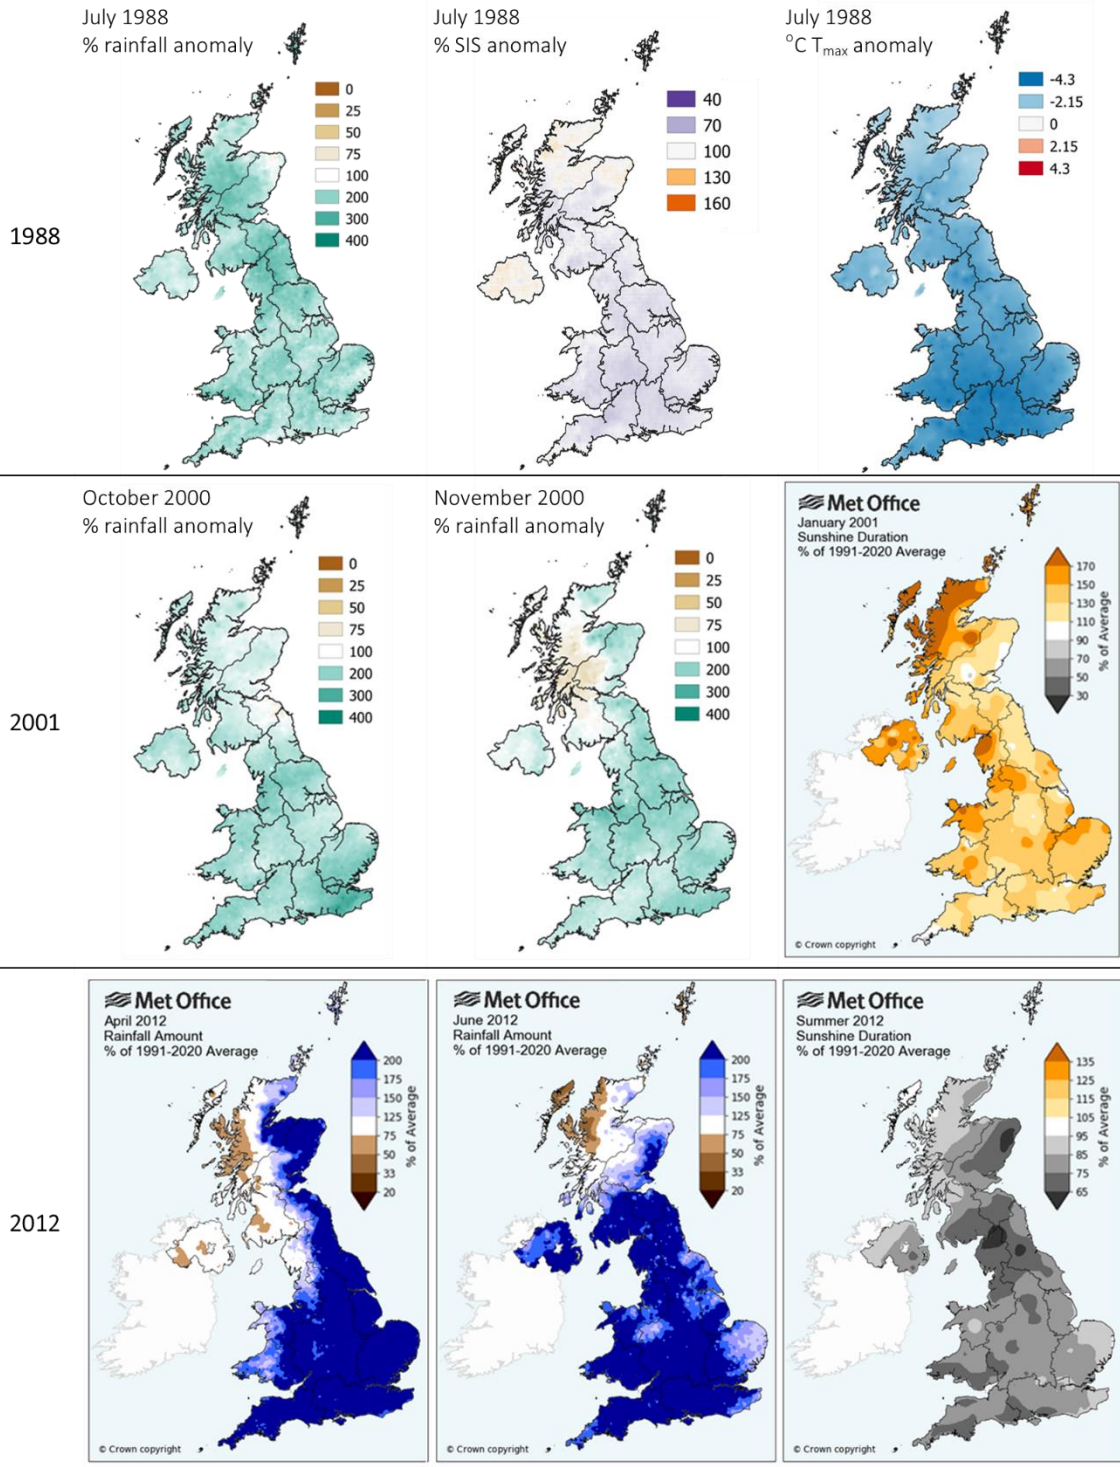 July 1988
% rainfall anomaly
0
25
50
75
100
200
300
400
July 1988
% SIS anomaly
40
70
100
130
160
July 1988
°C Tmax anomaly
-4.3
-2.15
0
2.15
4.3
1988
October 2000
% rainfall anomaly
0
25
50
75
100
200
300
400
November 2000
% rainfall anomaly
0
25
50
75
100
200
300
400
Met Office
January 2001
Sunshine Duration
% of 1991-2020 Average
170
150
130
110
90
70
50
30
% of Average
© Crown copyright
2001
Met Office
April 2012
Rainfall Amount
% of 1991-2020 Average
200
175
150
125
75
50
33
20
% of Average
© Crown copyright
Met Office
June 2012
Rainfall Amount
% of 1991-2020 Average
200
175
150
125
75
50
33
20
% of Average
© Crown copyright
Met Office
Summer 2012
Sunshine Duration
% of 1991-2020 Average
135
125
115
105
95
85
75
65
% of Average
© Crown copyright
2012